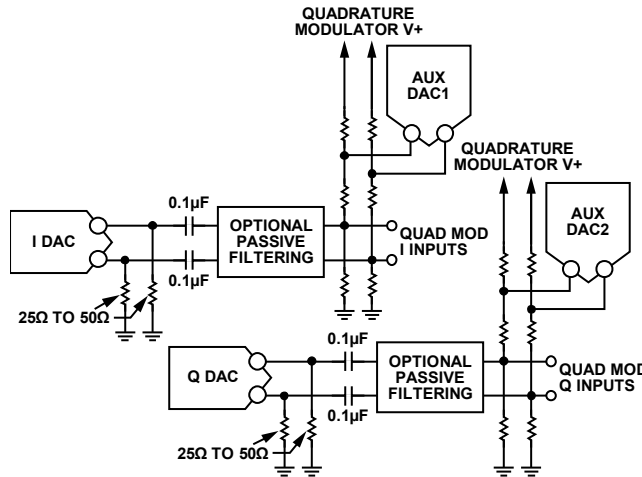 QUADRATURE
MODULATOR V+
AUX
DAC1
QUADRATURE
MODULATOR V+
AUX
DAC2
0.1µF
I DAC
OPTIONAL
PASSIVE
FILTERING
QUAD MOD
I INPUTS
0.1µF
25Ω TO 50Ω
0.1µF
Q DAC
OPTIONAL
PASSIVE
FILTERING
QUAD MOD
Q INPUTS
0.1µF
25Ω TO 50Ω